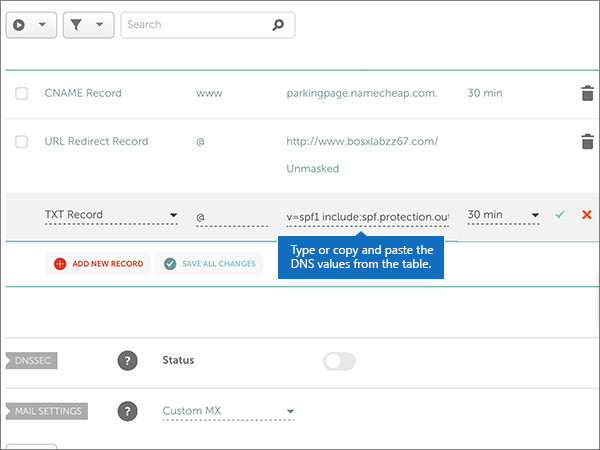 Search
CNAME Record www parkingpage.namecheap.com. 30 min
URL Redirect Record @ http://www.bosxlabzz67.com/
Unmasked
TXT Record @ v=spf1 include:spf.protection.out 30 min
Type or copy and paste the
DNS values from the table.
ADD NEW RECORD SAVE ALL CHANGES
DNSSEC ? Status
MAIL SETTINGS ? Custom MX